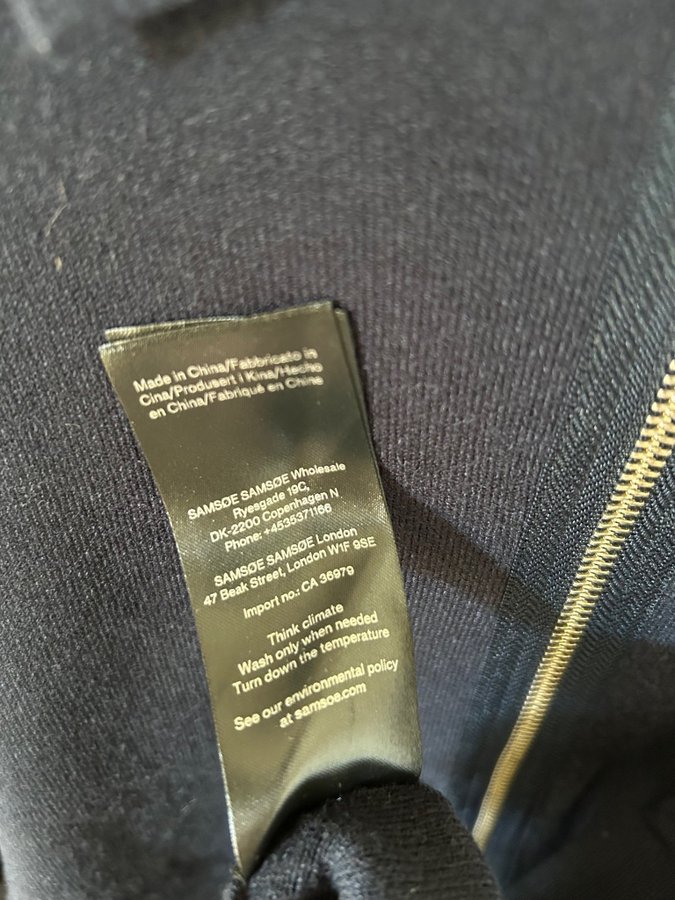 Made in China/Fabbricato in
Cina/Produsert i Kina/Hecho
en China/Fabriqué en Chine
SAMSØE SAMSØE Wholesale
Ryesgade 19C,
DK-2200 Copenhagen N
Phone: +4535371166
SAMSØE SAMSØE London
47 Beak Street, London W1F 9SE
Import no.: CA 36979
Think climate
Wash only when needed
Turn down the temperature
See our environmental policy
at samsoe.com